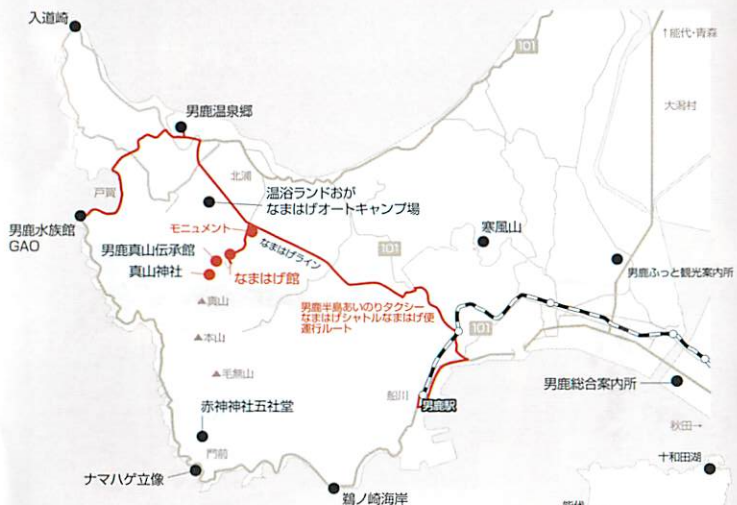 入道崎
101
↑能代・青森
大潟村
男鹿温泉郷
北浦
戸賀
温浴ランドおが
なまはげオートキャンプ場
男鹿水族館
GAO
モニュメント
なまはげライン
寒風山
101
男鹿真山伝承館
なまはげ館
真山神社
男鹿ふっと観光案内所
▲真山
男鹿半島あいのりタクシー
なまはげシャトルなまはげ便
運行ルート
101
▲本山
▲毛無山
船川
男鹿駅
男鹿総合案内所
赤神神社五社堂
秋田→
門前
ナマハゲ立像
十和田湖
鵜ノ崎海岸
能代